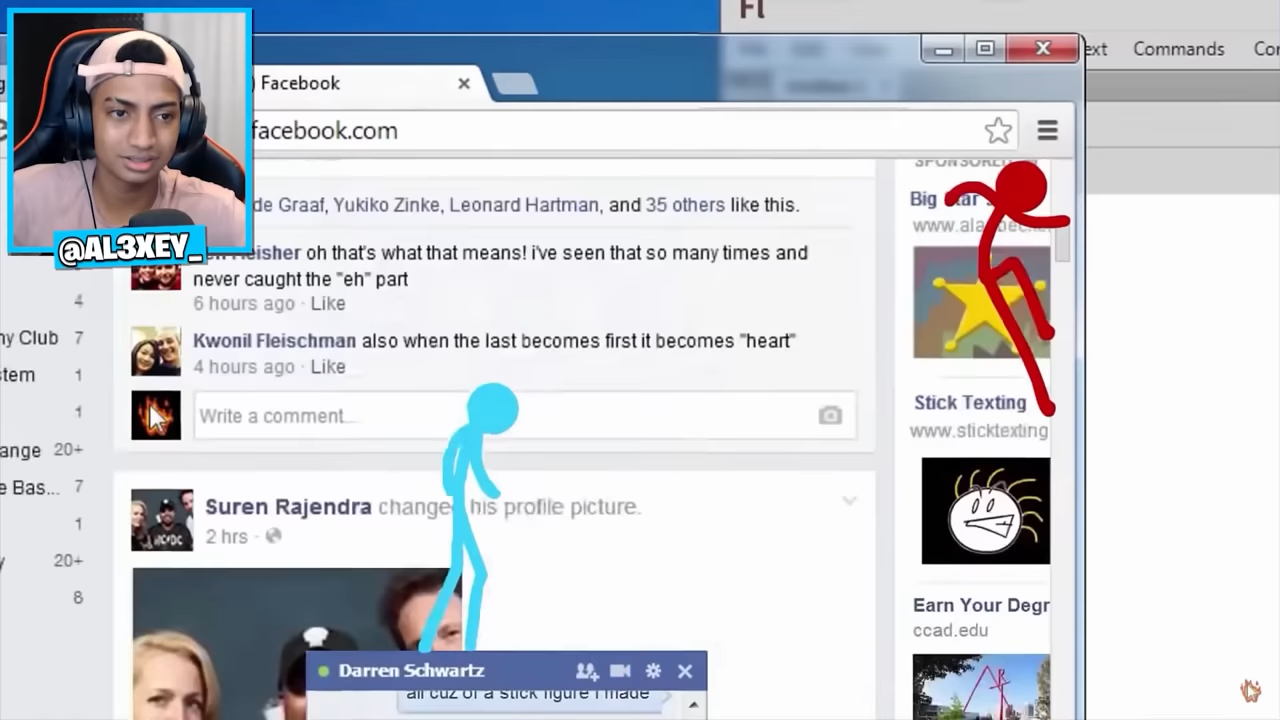 Fl
Facebook
ext Commands
facebook.com
SPONSORED
de Graaf, Yukiko Zinke, Leonard Hartman, and 35 others like this.
Big
@AL3XEY_
oh that's what that means! i've seen that so many times and
never caught the "eh" part
4
6 hours ago · Like
ny Club 7
Kwonil Fleischman also when the last becomes first it becomes "heart"
4 hours ago · Like
stem 1
Stick Texting
www.sticktexting
1
Write a comment...
ange 20+
e Bas... 7
Suren Rajendra changed his profile picture.
1
2 hrs ·
20+
8
Earn Your Degr
ccad.edu
Darren Schwartz
all cuz of a stick figure I made